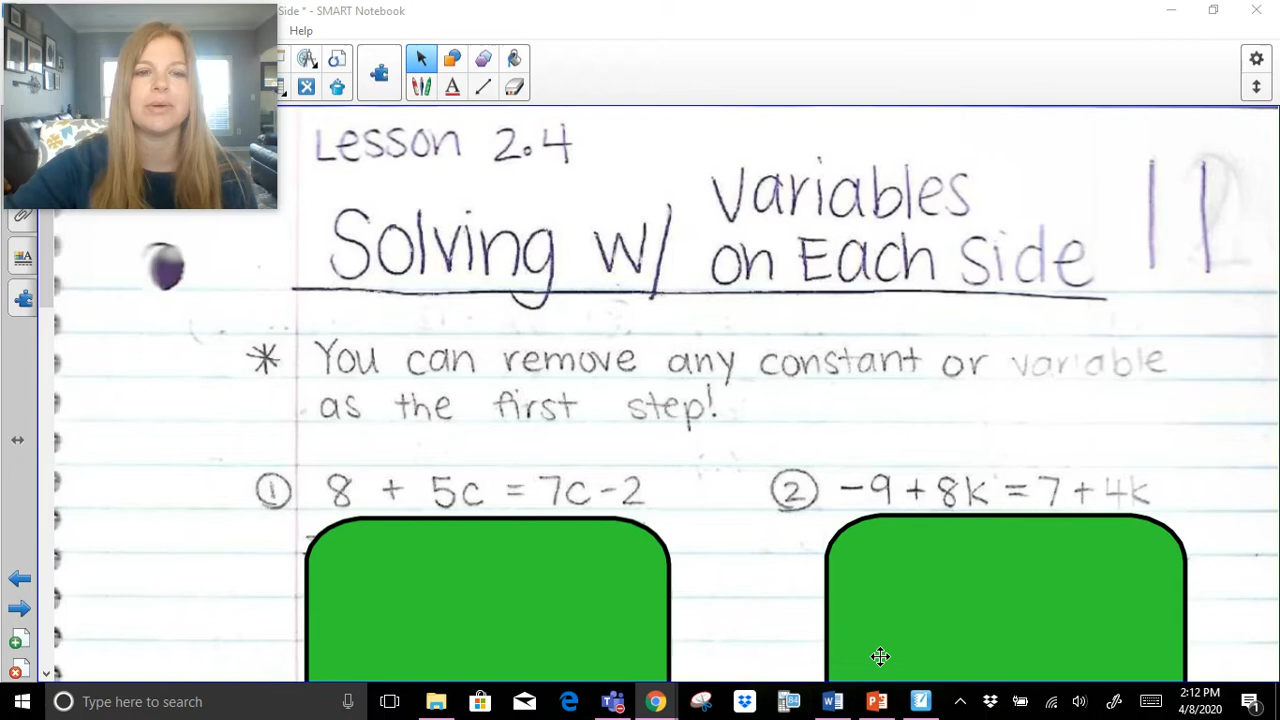 Side * - SMART Notebook
Help
Lesson 2.4
Solving w/ Variables
on Each Side
* You can remove any constant or variable
as the first step!
① 8 + 5c = 7c - 2
② -9 + 8k = 7 + 4k
Type here to search
2:12 PM
4/8/2020